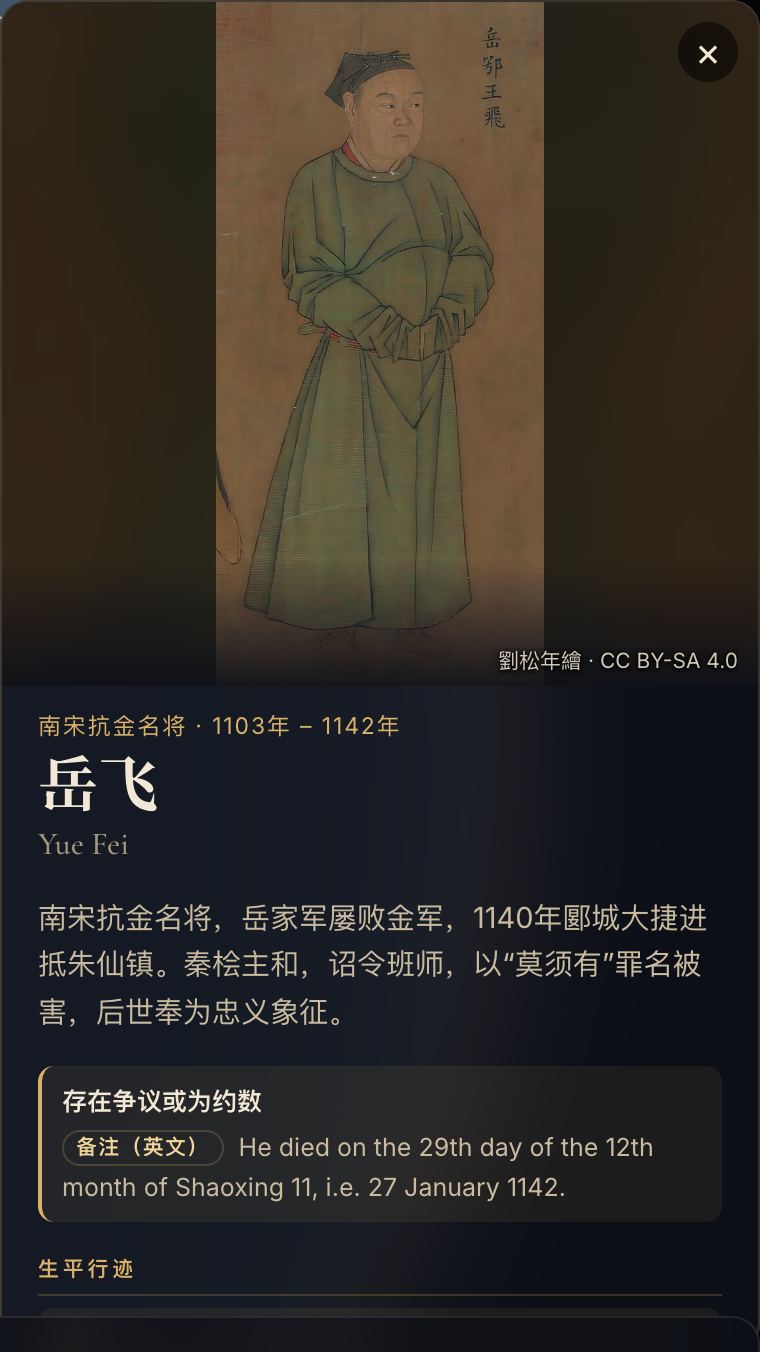 岳鄂王飛
×
劉松年繪 · CC BY-SA 4.0
南宋抗金名将 · 1103年 – 1142年
岳飞
Yue Fei
南宋抗金名将，岳家军屡败金军，1140年郾城大捷进
抵朱仙镇。秦桧主和，诏令班师，以“莫须有”罪名被
害，后世奉为忠义象征。
存在争议或为约数
备注（英文） He died on the 29th day of the 12th
month of Shaoxing 11, i.e. 27 January 1142.
生平行迹